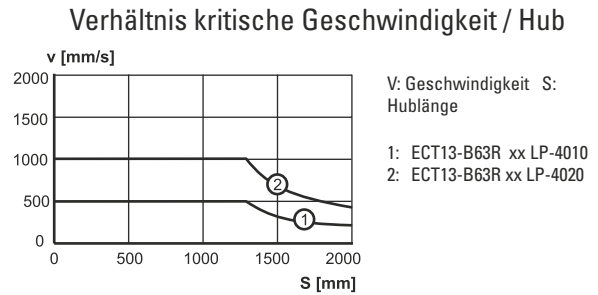 Verhältnis kritische Geschwindigkeit / Hub
v [mm/s]
2000
1500
1000
500
0
0 500 1000 1500 2000
S [mm]
2
1
V: Geschwindigkeit S:
Hublänge
1: ECT13-B63R xx LP-4010
2: ECT13-B63R xx LP-4020